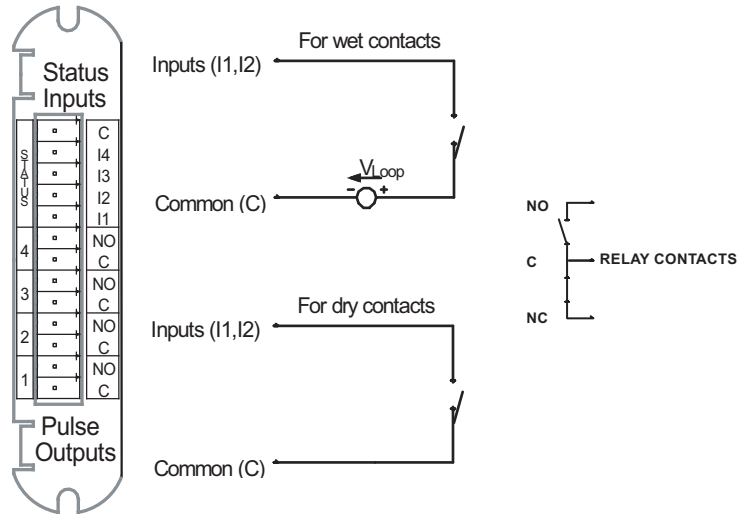 Status
Inputs
STATUS
C
I4
I3
I2
I1
4
NO
C
3
NO
C
2
NO
C
1
NO
C
Pulse
Outputs
For wet contacts
Inputs (I1,I2)
VLoop
- +
Common (C)
For dry contacts
Inputs (I1,I2)
Common (C)
NO
C
RELAY CONTACTS
NC